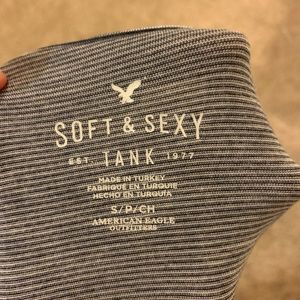 SOFT & SEXY
EST. TANK 1977
MADE IN TURKEY
FABRIQUÉ EN TURQUIE
HECHO EN TURQUÍA
S/P/CH
AMERICAN EAGLE
OUTFITTERS